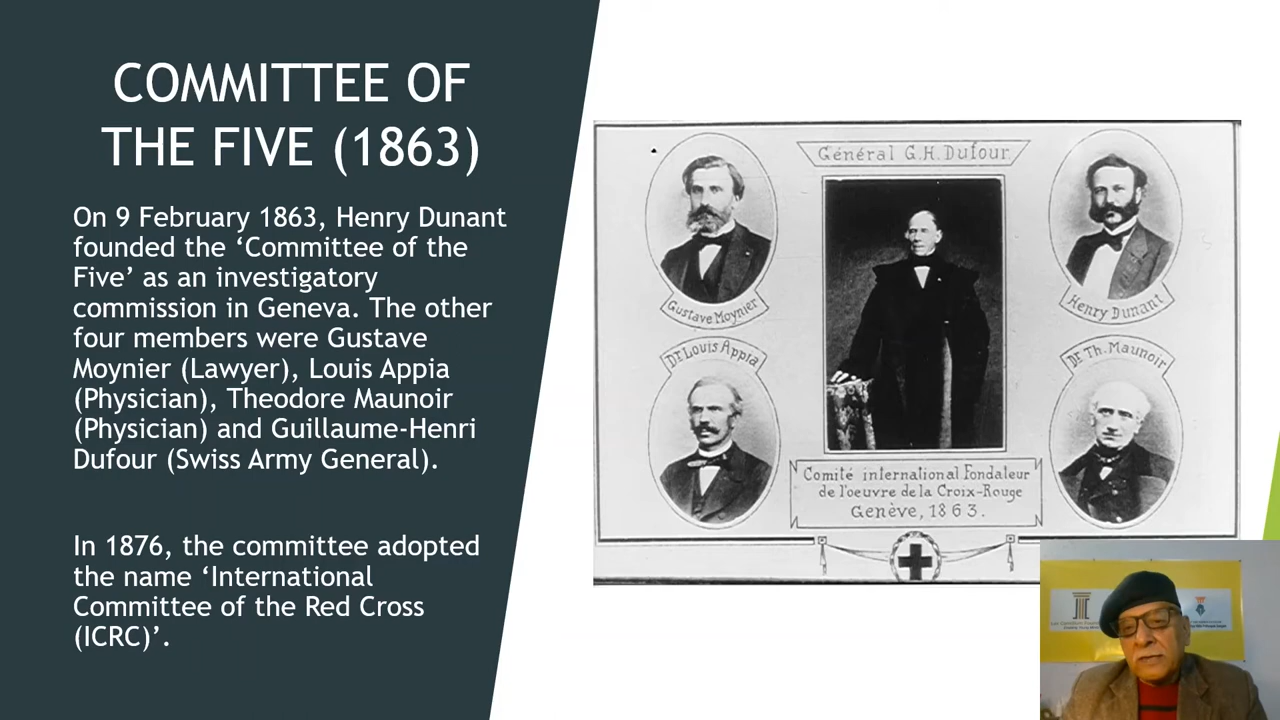 COMMITTEE OF
THE FIVE (1863)
On 9 February 1863, Henry Dunant
founded the ‘Committee of the
Five’ as an investigatory
commission in Geneva. The other
four members were Gustave
Moynier (Lawyer), Louis Appia
(Physician), Theodore Maunoir
(Physician) and Guillaume-Henri
Dufour (Swiss Army General).
In 1876, the committee adopted
the name ‘International
Committee of the Red Cross
(ICRC)’.
Général G.H. Dufour
Gustave Moynier
Henry Dunant
Dr Louis Appia
Dr Th. Maunoir
Comité international Fondateur
de l'oeuvre de la Croix-Rouge
Genève, 1863.